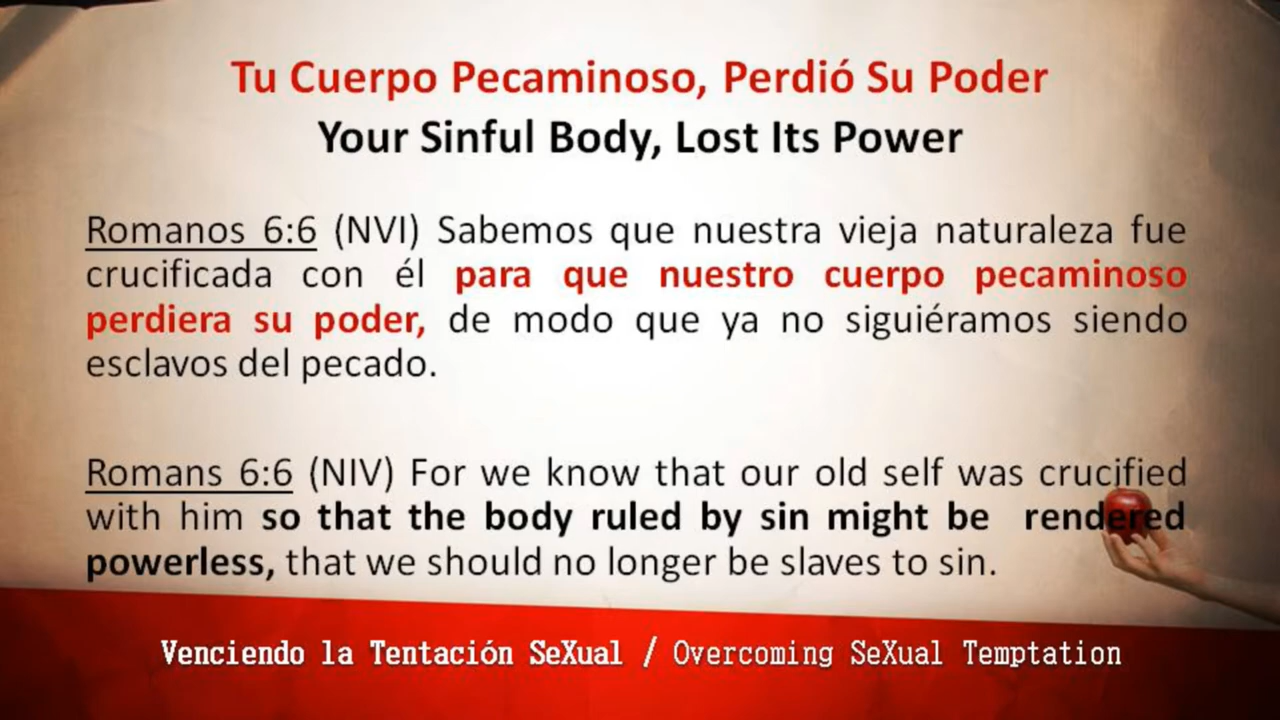 Tu Cuerpo Pecaminoso, Perdió Su Poder
Your Sinful Body, Lost Its Power
Romanos 6:6 (NVI) Sabemos que nuestra vieja naturaleza fue
crucificada con él para que nuestro cuerpo pecaminoso
perdiera su poder, de modo que ya no siguiéramos siendo
esclavos del pecado.
Romans 6:6 (NIV) For we know that our old self was crucified
with him so that the body ruled by sin might be rendered
powerless, that we should no longer be slaves to sin.
Venciendo la Tentación SeXual / Overcoming SeXual Temptation